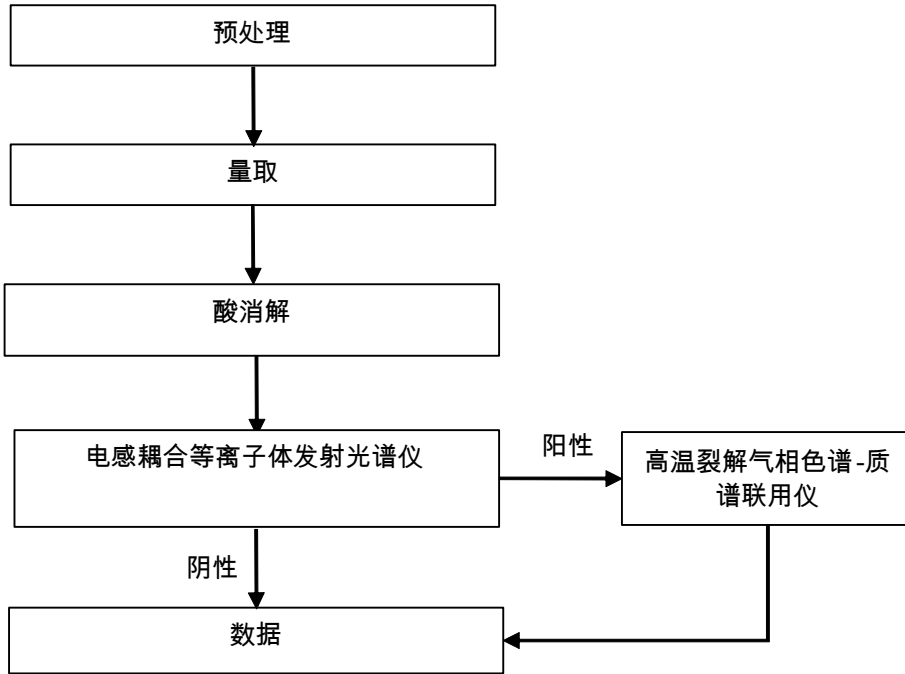 预处理
量取
酸消解
电感耦合等离子体发射光谱仪
阳性
高温裂解气相色谱-质
谱联用仪
阴性
数据